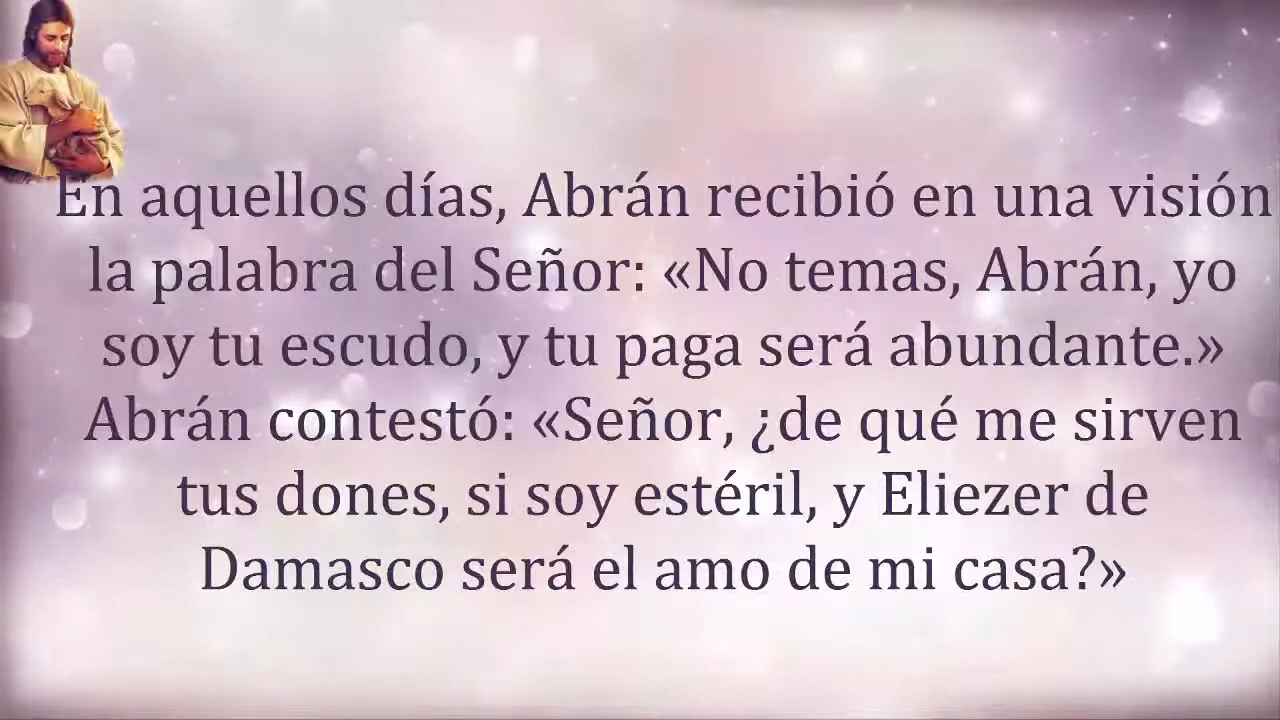 En aquellos días, Abrán recibió en una visión
la palabra del Señor: «No temas, Abrán, yo
soy tu escudo, y tu paga será abundante.»
Abrán contestó: «Señor, ¿de qué me sirven
tus dones, si soy estéril, y Eliezer de
Damasco será el amo de mi casa?»